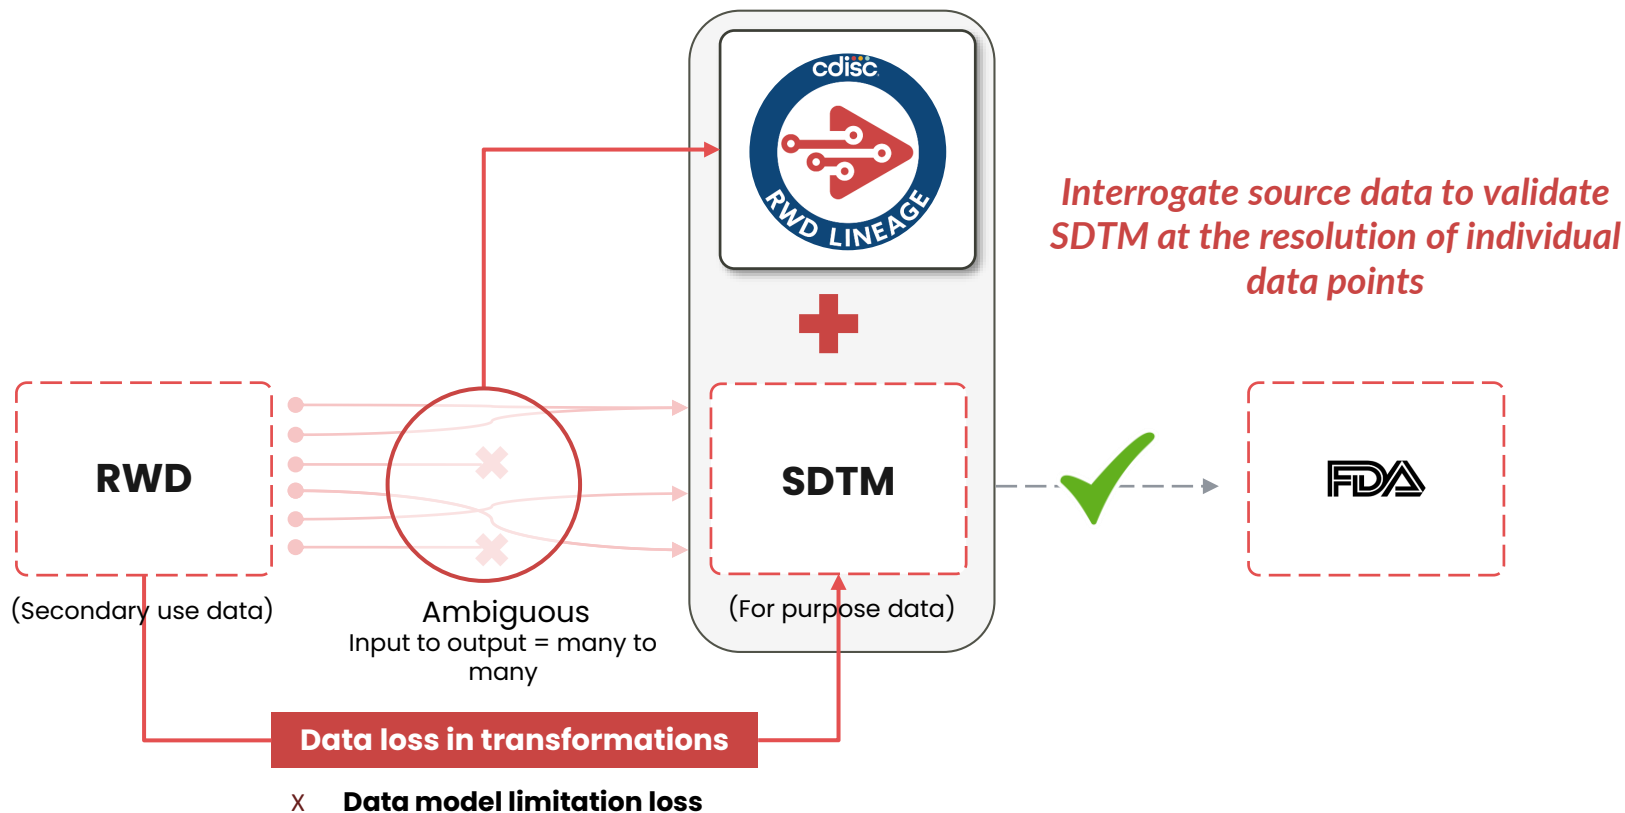 cdisc
RWD LINEAGE
Interrogate source data to validate
SDTM at the resolution of individual
data points
RWD
SDTM
FDA
(Secondary use data)
Ambiguous
Input to output = many to
many
(For purpose data)
Data loss in transformations
X Data model limitation loss